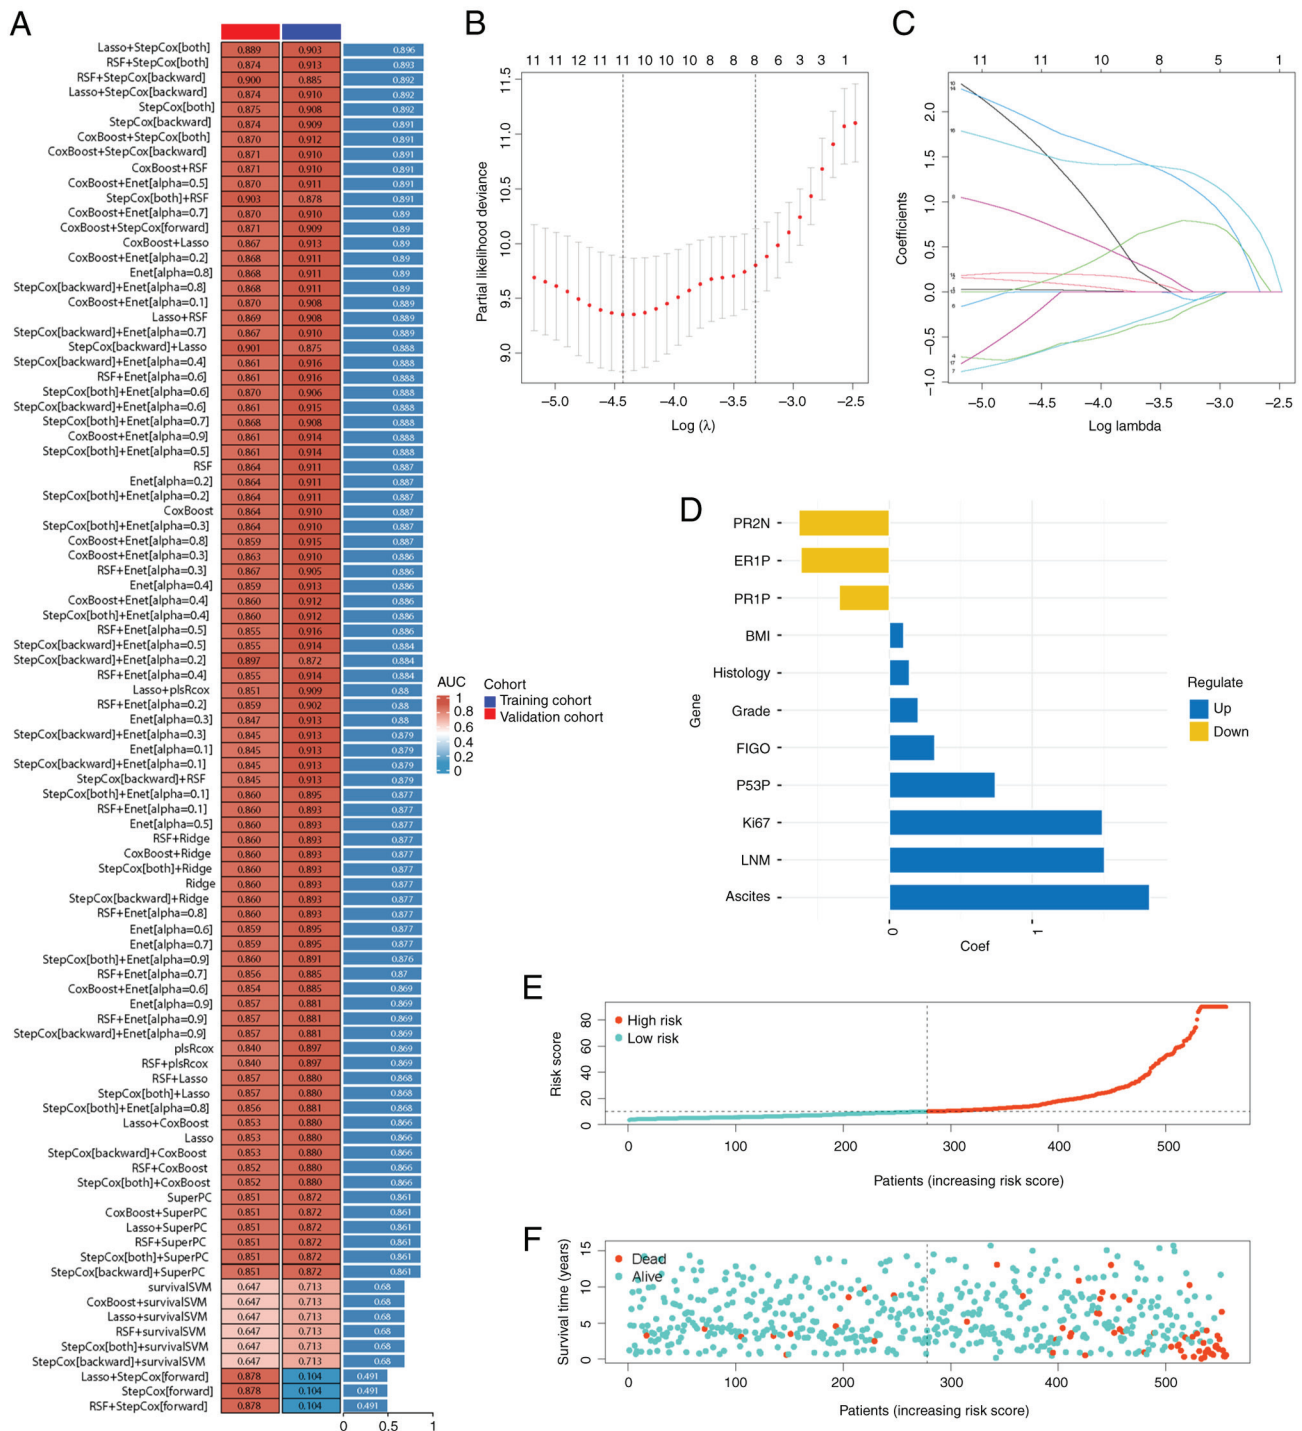 A
Lasso+StepCox[both] 0.889 0.903 0.896
RSF+StepCox[both] 0.874 0.913 0.893
RSF+StepCox[backward] 0.900 0.885 0.892
Lasso+StepCox[backward] 0.874 0.910 0.892
StepCox[both] 0.875 0.908 0.892
StepCox[backward] 0.874 0.909 0.891
CoxBoost+StepCox[both] 0.870 0.912 0.891
CoxBoost+StepCox[backward] 0.871 0.910 0.891
CoxBoost+RSF 0.871 0.910 0.891
CoxBoost+Enet[alpha=0.5] 0.870 0.911 0.891
StepCox[both]+RSF 0.903 0.878 0.891
CoxBoost+Enet[alpha=0.7] 0.870 0.910 0.89
CoxBoost+StepCox[forward] 0.871 0.909 0.89
CoxBoost+Lasso 0.867 0.913 0.89
CoxBoost+Enet[alpha=0.2] 0.868 0.911 0.89
Enet[alpha=0.8] 0.868 0.911 0.89
StepCox[backward]+Enet[alpha=0.8] 0.868 0.911 0.89
CoxBoost+Enet[alpha=0.1] 0.870 0.908 0.889
Lasso+RSF 0.869 0.908 0.889
StepCox[backward]+Enet[alpha=0.7] 0.867 0.910 0.889
StepCox[backward]+Lasso 0.901 0.875 0.888
StepCox[backward]+Enet[alpha=0.4] 0.861 0.916 0.888
RSF+Enet[alpha=0.6] 0.861 0.916 0.888
StepCox[both]+Enet[alpha=0.6] 0.870 0.906 0.888
StepCox[backward]+Enet[alpha=0.6] 0.861 0.915 0.888
StepCox[both]+Enet[alpha=0.7] 0.868 0.908 0.888
CoxBoost+Enet[alpha=0.9] 0.861 0.914 0.888
StepCox[both]+Enet[alpha=0.5] 0.861 0.914 0.888
RSF 0.864 0.911 0.887
Enet[alpha=0.2] 0.864 0.911 0.887
StepCox[both]+Enet[alpha=0.2] 0.864 0.911 0.887
CoxBoost 0.864 0.910 0.887
StepCox[both]+Enet[alpha=0.3] 0.864 0.910 0.887
CoxBoost+Enet[alpha=0.8] 0.859 0.915 0.887
CoxBoost+Enet[alpha=0.3] 0.863 0.910 0.886
RSF+Enet[alpha=0.3] 0.867 0.905 0.886
Enet[alpha=0.4] 0.859 0.913 0.886
CoxBoost+Enet[alpha=0.4] 0.860 0.912 0.886
StepCox[both]+Enet[alpha=0.4] 0.860 0.912 0.886
RSF+Enet[alpha=0.5] 0.855 0.916 0.886
StepCox[backward]+Enet[alpha=0.5] 0.855 0.914 0.884
StepCox[backward]+Enet[alpha=0.2] 0.897 0.872 0.884
RSF+Enet[alpha=0.4] 0.855 0.914 0.884
Lasso+plsRcox 0.851 0.909 0.88
RSF+Enet[alpha=0.2] 0.859 0.902 0.88
Enet[alpha=0.3] 0.847 0.913 0.88
StepCox[backward]+Enet[alpha=0.3] 0.845 0.913 0.879
Enet[alpha=0.1] 0.845 0.913 0.879
StepCox[backward]+Enet[alpha=0.1] 0.845 0.913 0.879
StepCox[backward]+RSF 0.845 0.913 0.879
StepCox[both]+Enet[alpha=0.1] 0.860 0.895 0.877
RSF+Enet[alpha=0.1] 0.860 0.893 0.877
Enet[alpha=0.5] 0.860 0.893 0.877
RSF+Ridge 0.860 0.893 0.877
CoxBoost+Ridge 0.860 0.893 0.877
StepCox[both]+Ridge 0.860 0.893 0.877
Ridge 0.860 0.893 0.877
StepCox[backward]+Ridge 0.860 0.893 0.877
RSF+Enet[alpha=0.8] 0.860 0.893 0.877
Enet[alpha=0.6] 0.859 0.895 0.877
Enet[alpha=0.7] 0.859 0.895 0.877
StepCox[both]+Enet[alpha=0.9] 0.860 0.891 0.876
RSF+Enet[alpha=0.7] 0.856 0.885 0.87
CoxBoost+Enet[alpha=0.6] 0.854 0.885 0.869
Enet[alpha=0.9] 0.857 0.881 0.869
RSF+Enet[alpha=0.9] 0.857 0.881 0.869
StepCox[backward]+Enet[alpha=0.9] 0.857 0.881 0.869
plsRcox 0.840 0.897 0.869
RSF+plsRcox 0.840 0.897 0.869
RSF+Lasso 0.857 0.880 0.868
StepCox[both]+Lasso 0.857 0.880 0.868
StepCox[both]+Enet[alpha=0.8] 0.856 0.881 0.868
Lasso+CoxBoost 0.853 0.880 0.866
Lasso 0.853 0.880 0.866
StepCox[backward]+CoxBoost 0.853 0.880 0.866
RSF+CoxBoost 0.852 0.880 0.866
StepCox[both]+CoxBoost 0.852 0.880 0.866
SuperPC 0.851 0.872 0.861
CoxBoost+SuperPC 0.851 0.872 0.861
Lasso+SuperPC 0.851 0.872 0.861
RSF+SuperPC 0.851 0.872 0.861
StepCox[both]+SuperPC 0.851 0.872 0.861
StepCox[backward]+SuperPC 0.851 0.872 0.861
survivalSVM 0.647 0.713 0.68
CoxBoost+survivalSVM 0.647 0.713 0.68
Lasso+survivalSVM 0.647 0.713 0.68
RSF+survivalSVM 0.647 0.713 0.68
StepCox[both]+survivalSVM 0.647 0.713 0.68
StepCox[backward]+survivalSVM 0.647 0.713 0.68
Lasso+StepCox[forward] 0.878 0.104 0.491
StepCox[forward] 0.878 0.104 0.491
RSF+StepCox[forward] 0.878 0.104 0.491
0 0.5 1
AUC
1
0.8
0.6
0.4
0.2
0
Cohort
Training cohort
Validation cohort
B
11 11 12 11 11 10 10 10 8 8 8 6 3 3 1
Partial likelihood deviance
11.5
11.0
10.5
10.0
9.5
9.0
−5.0 −4.5 −4.0 −3.5 −3.0 −2.5
Log (λ)
C
11 11 10 8 5 1
Coefficients
2.0
1.5
1.0
0.5
0.0
−0.5
−1.0
4
17
7
−5.0 −4.5 −4.0 −3.5 −3.0 −2.5
Log lambda
D
Gene
PR2N
ER1P
PR1P
BMI
Histology
Grade
FIGO
P53P
Ki67
LNM
Ascites
0 1
Coef
Regulate
Up
Down
E
Risk score
80
60
40
20
0
High risk
Low risk
0 100 200 300 400 500
Patients (increasing risk score)
F
Survival time (years)
15
10
5
0
Dead
Alive
0 100 200 300 400 500
Patients (increasing risk score)